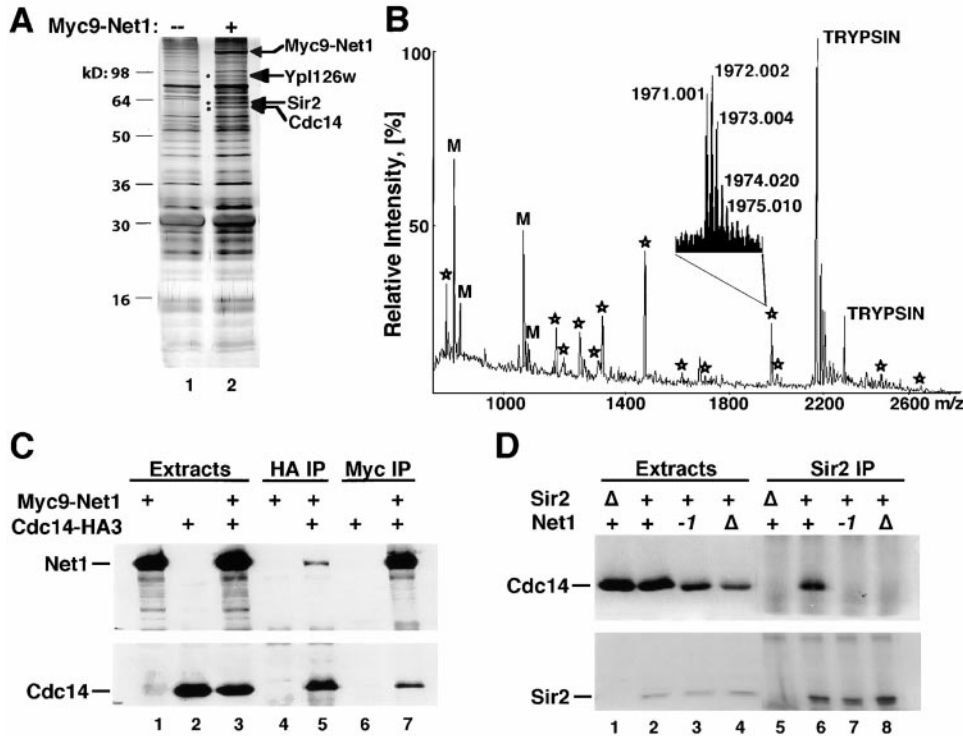 A
Myc9-Net1: -- +
Myc9-Net1
kD: 98
Ypl126w
64
Sir2
Cdc14
50
36
30
16
1 2
B
Relative Intensity, [%]
100
50
TRYPSIN
1972.002
1971.001
1973.004
1974.020
1975.010
M
M
M
M
M
TRYPSIN
1000 1400 1800 2200 2600 m/z
C
Extracts HA IP Myc IP
Myc9-Net1 + + + + +
Cdc14-HA3 + + + + +
Net1
Cdc14
1 2 3 4 5 6 7
D
Extracts Sir2 IP
Sir2 Δ + + + Δ + + +
Net1 + + -1 Δ + + -1 Δ
Cdc14
Sir2
1 2 3 4 5 6 7 8